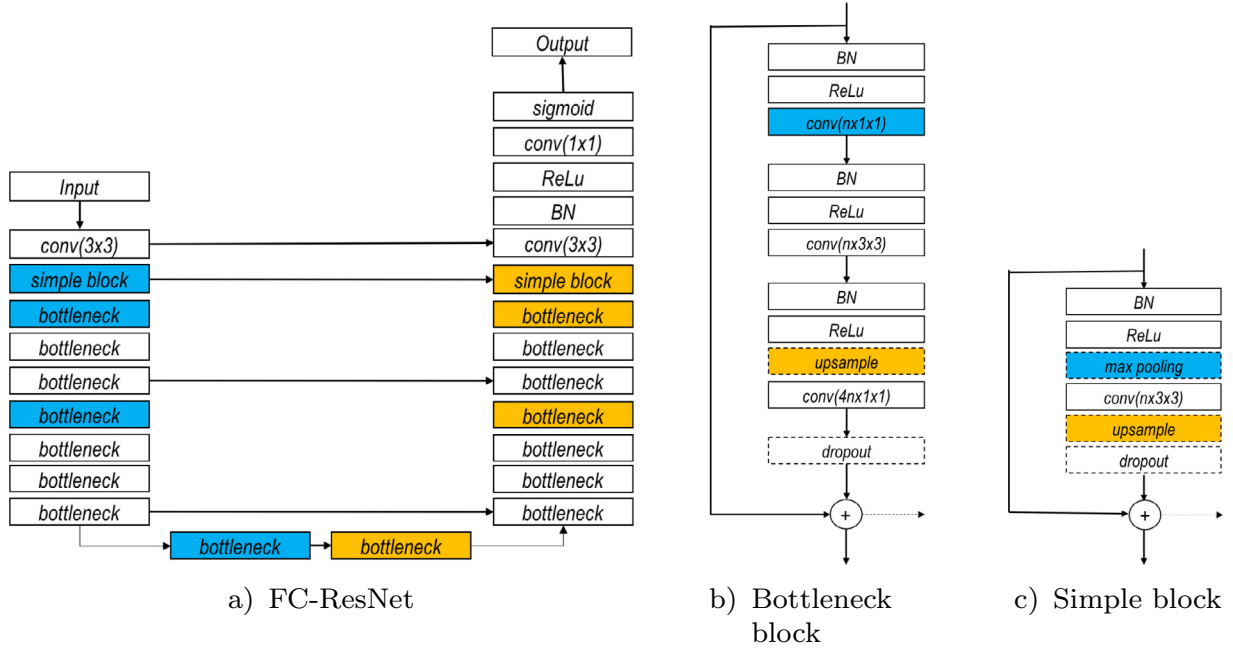 Input
conv(3x3)
simple block
bottleneck
bottleneck
bottleneck
bottleneck
bottleneck
bottleneck
bottleneck
bottleneck
bottleneck
Output
sigmoid
conv(1x1)
ReLu
BN
conv(3x3)
simple block
bottleneck
bottleneck
bottleneck
bottleneck
bottleneck
bottleneck
bottleneck
a) FC-ResNet
BN
ReLu
conv(nx1x1)
BN
ReLu
conv(nx3x3)
BN
ReLu
upsample
conv(4nx1x1)
dropout
+
b) Bottleneck
block
BN
ReLu
max pooling
conv(nx3x3)
upsample
dropout
+
c) Simple block